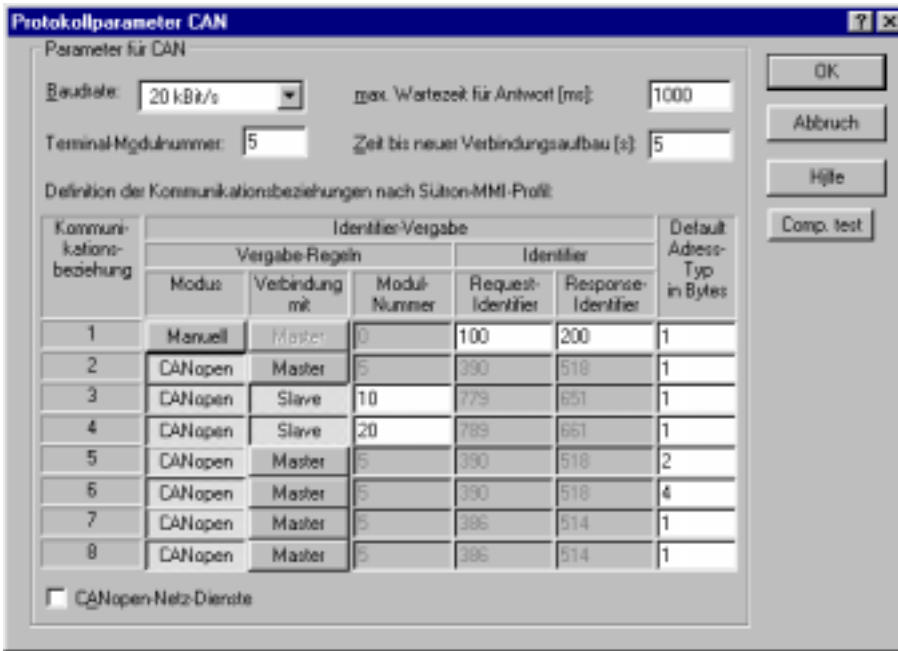 Protokollparameter CAN
Parameter für CAN
Baudrate: 20 kBit/s max. Wartezeit für Antwort [ms]: 1000
Terminal-Modulnummer: 5 Zeit bis neuer Verbindungsaufbau [s]: 5
OK
Abbruch
Hilfe
Comp. test
Definition der Kommunikationsbeziehungen nach Sütron-MMI-Profil:
Kommuni-
kations-
beziehung
Identifier-Vergabe
Vergabe-Regeln Identifier
Modus Verbindung mit Modul-Nummer Request-Identifier Response-Identifier
Default
Adress-
Typ
in Bytes
1 Manuell Master 0 100 200 1
2 CANopen Master 5 390 518 1
3 CANopen Slave 10 779 651 1
4 CANopen Slave 20 789 661 1
5 CANopen Master 5 390 518 2
6 CANopen Master 5 390 518 4
7 CANopen Master 5 386 514 1
8 CANopen Master 5 386 514 1
CANopen-Netz-Dienste